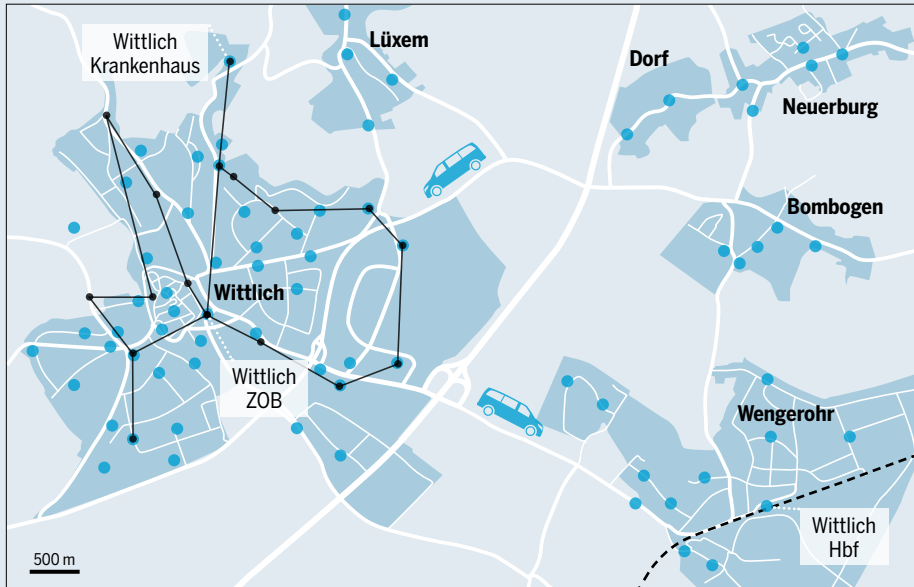 Wittlich
Krankenhaus
Lüxem
Dorf
Neuerburg
Bombogen
Wittlich
Wittlich
ZOB
Wengerohr
Wittlich
Hbf
500 m